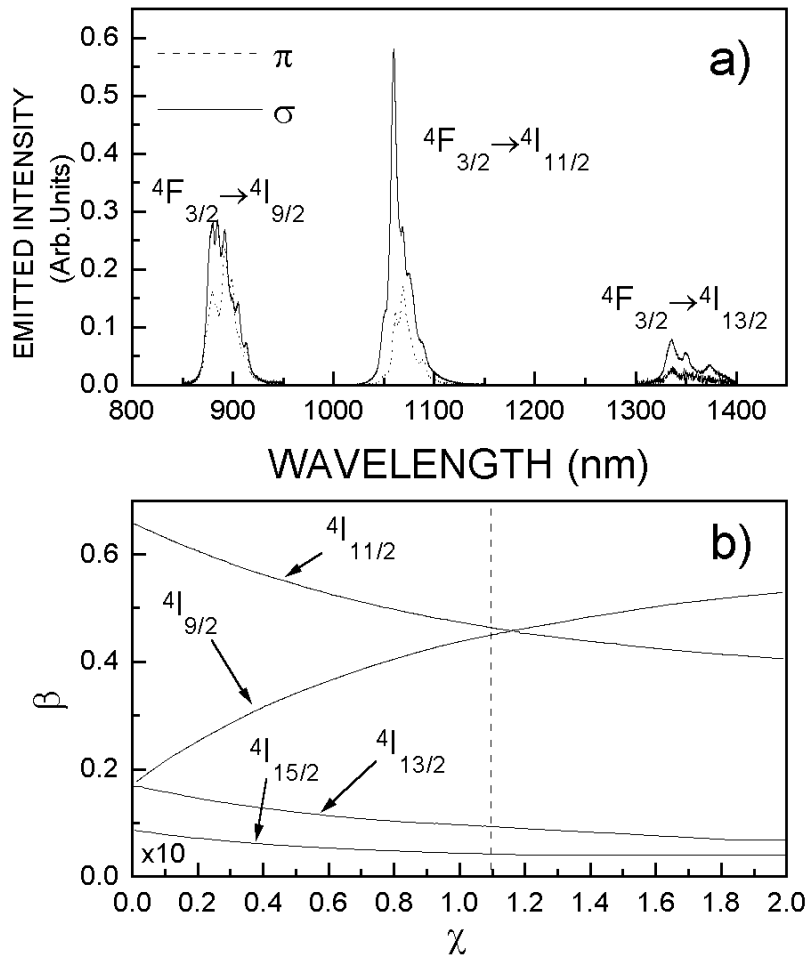 a)
π
σ
⁴F₃/₂→⁴I₉/₂
⁴F₃/₂→⁴I₁₁/₂
⁴F₃/₂→⁴I₁₃/₂
EMITTED INTENSITY
(Arb.Units)
0.6
0.5
0.4
0.3
0.2
0.1
0.0
800 900 1000 1100 1200 1300 1400
WAVELENGTH (nm)
b)
⁴I₁₁/₂
⁴I₉/₂
⁴I₁₅/₂
⁴I₁₃/₂
x10
β
0.6
0.4
0.2
0.0
0.0 0.2 0.4 0.6 0.8 1.0 1.2 1.4 1.6 1.8 2.0
χ